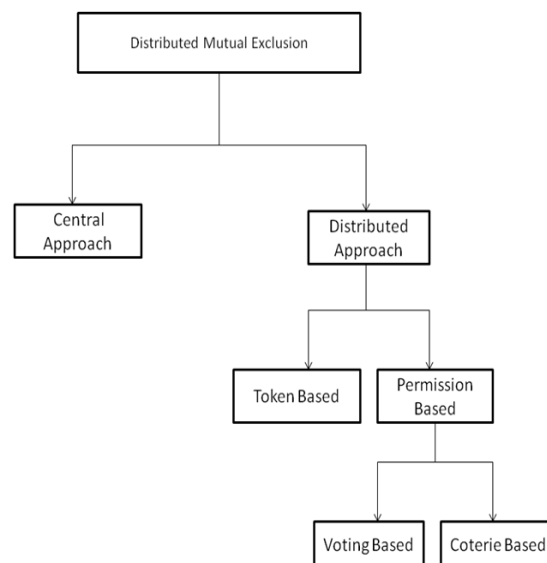 Distributed Mutual Exclusion
Central
Approach
Distributed
Approach
Token Based
Permission
Based
Voting Based
Coterie Based